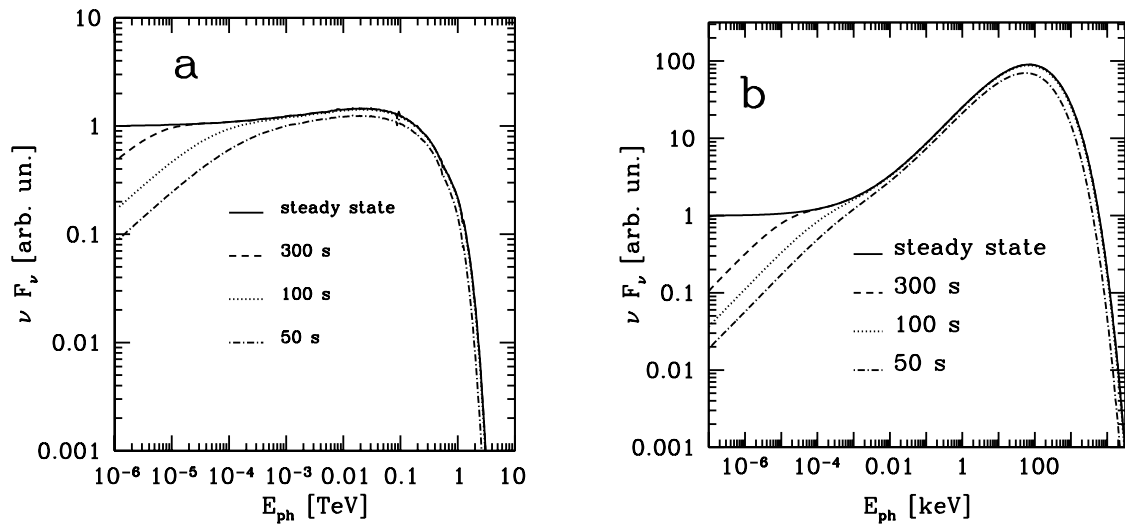 a
10
1
0.1
0.01
0.001
ν Fν [arb. un.]
steady state
300 s
100 s
50 s
10⁻⁶ 10⁻⁵ 10⁻⁴ 10⁻³ 0.01 0.1 1 10
E_ph [TeV]
b
100
10
1
0.1
0.01
0.001
ν Fν [arb. un.]
steady state
300 s
100 s
50 s
10⁻⁶ 10⁻⁴ 0.01 1 100
E_ph [keV]